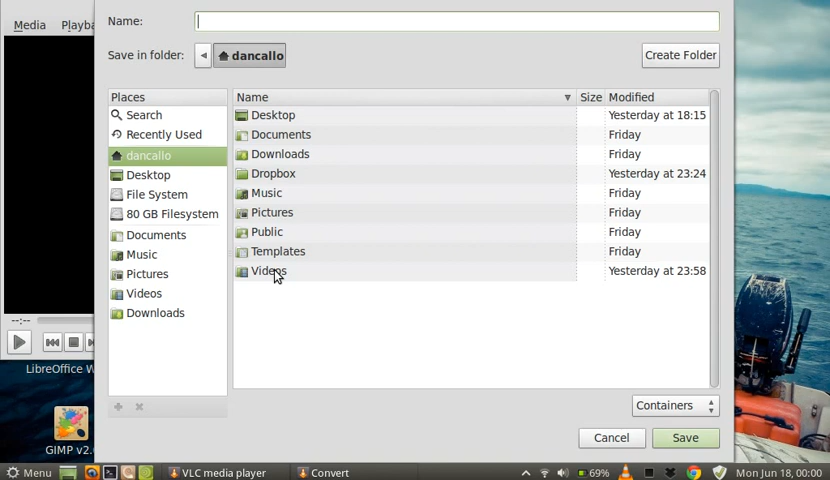 Media Playba
Name:
Save in folder: dancallo Create Folder
Places
Search
Recently Used
dancallo
Desktop
File System
80 GB Filesystem
Documents
Music
Pictures
Videos
Downloads
Name Size Modified
Desktop Yesterday at 18:15
Documents Friday
Downloads Friday
Dropbox Yesterday at 23:24
Music Friday
Pictures Friday
Public Friday
Templates Friday
Videos Yesterday at 23:58
--:--
LibreOffice W
GIMP v2.
Containers
Cancel Save
Menu VLC media player Convert 69% Mon Jun 18, 00:00